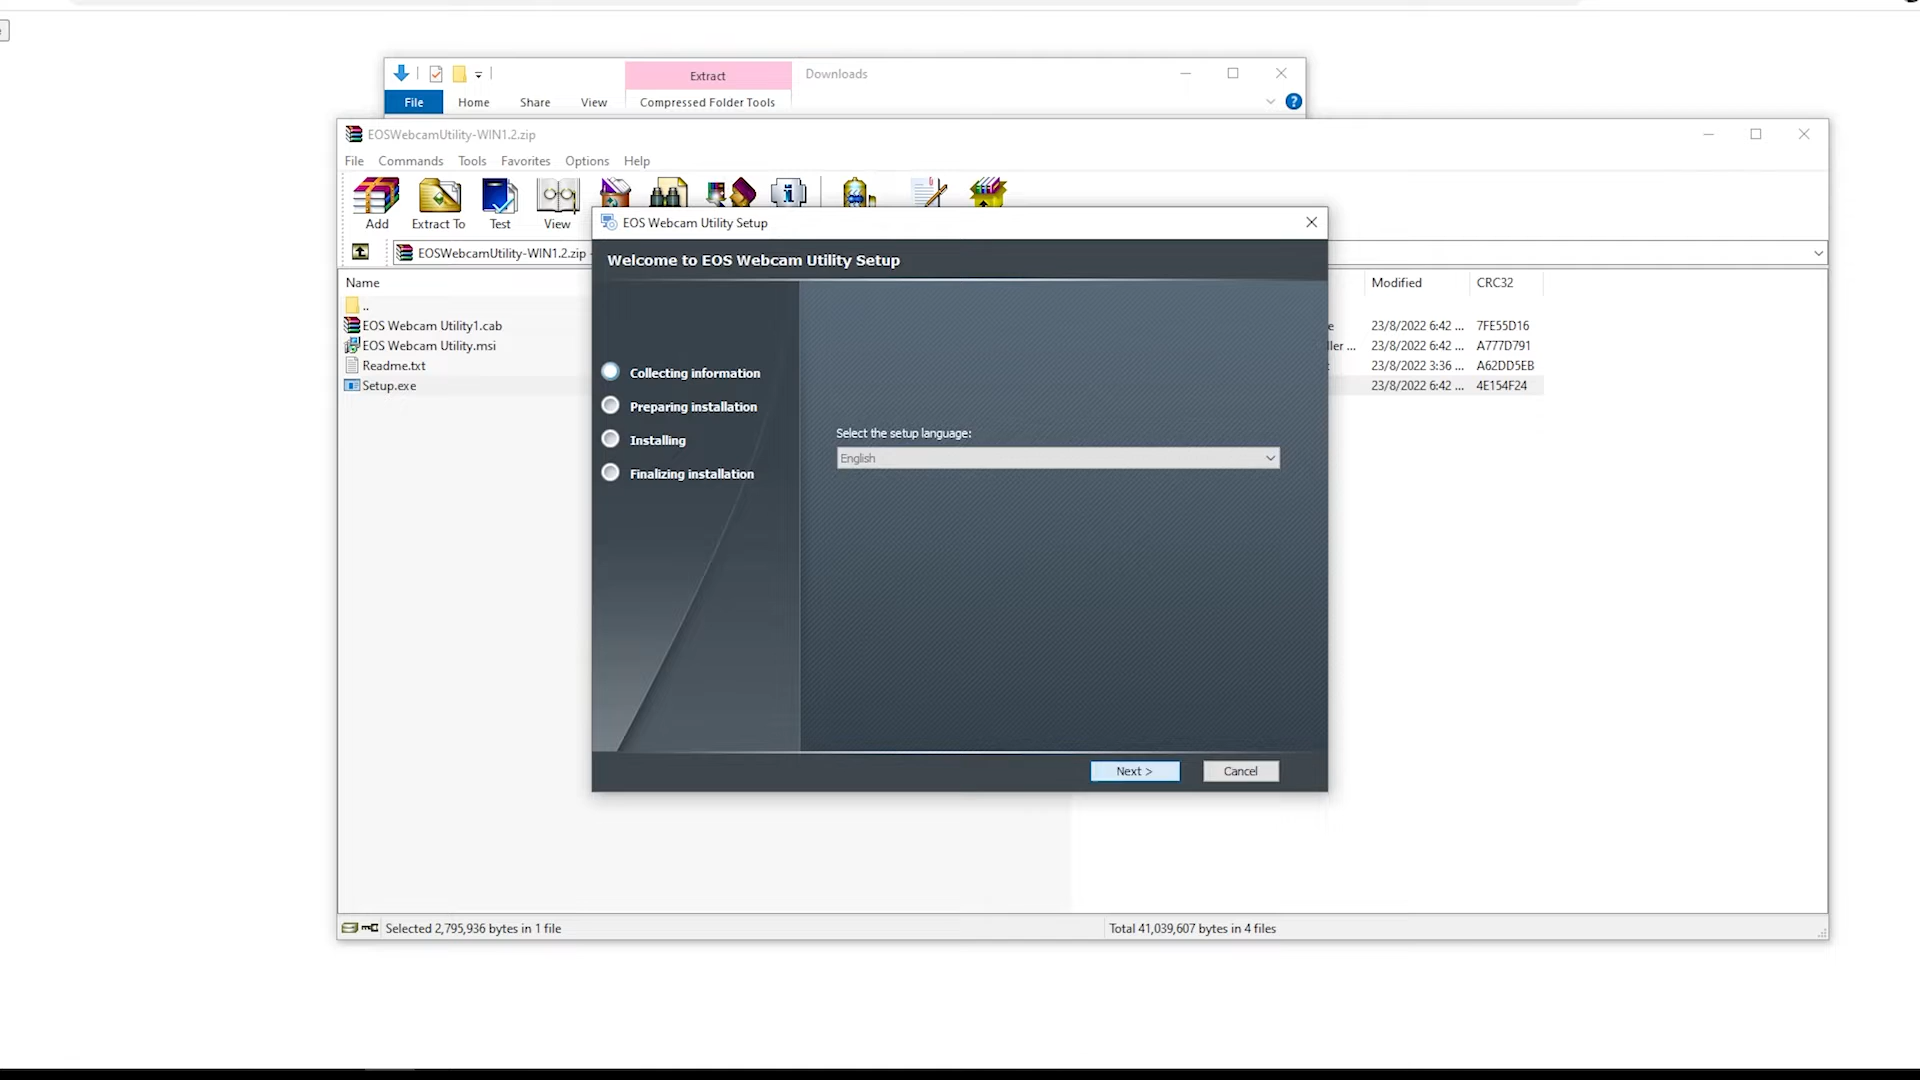 Extract
Downloads
File
Home
Share
View
Compressed Folder Tools
EOSWebcamUtility-WIN1.2.zip
File
Commands
Tools
Favorites
Options
Help
Add
Extract To
Test
View
EOSWebcamUtility-WIN1.2.zip
EOS Webcam Utility Setup
Welcome to EOS Webcam Utility Setup
Name
Modified
CRC32
..
EOS Webcam Utility1.cab
23/8/2022 6:42 ...
7FE55D16
EOS Webcam Utility.msi
23/8/2022 6:42 ...
A777D791
Readme.txt
23/8/2022 3:36 ...
A62DD5EB
Setup.exe
23/8/2022 6:42 ...
4E154F24
Collecting information
Preparing installation
Installing
Finalizing installation
Select the setup language:
English
Next >
Cancel
Selected 2,795,936 bytes in 1 file
Total 41,039,607 bytes in 4 files